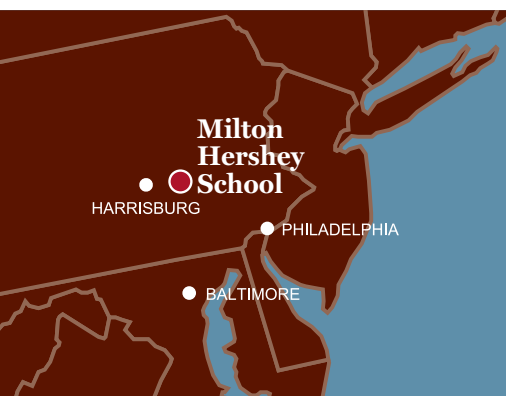 Milton
Hershey
School
HARRISBURG
PHILADELPHIA
BALTIMORE